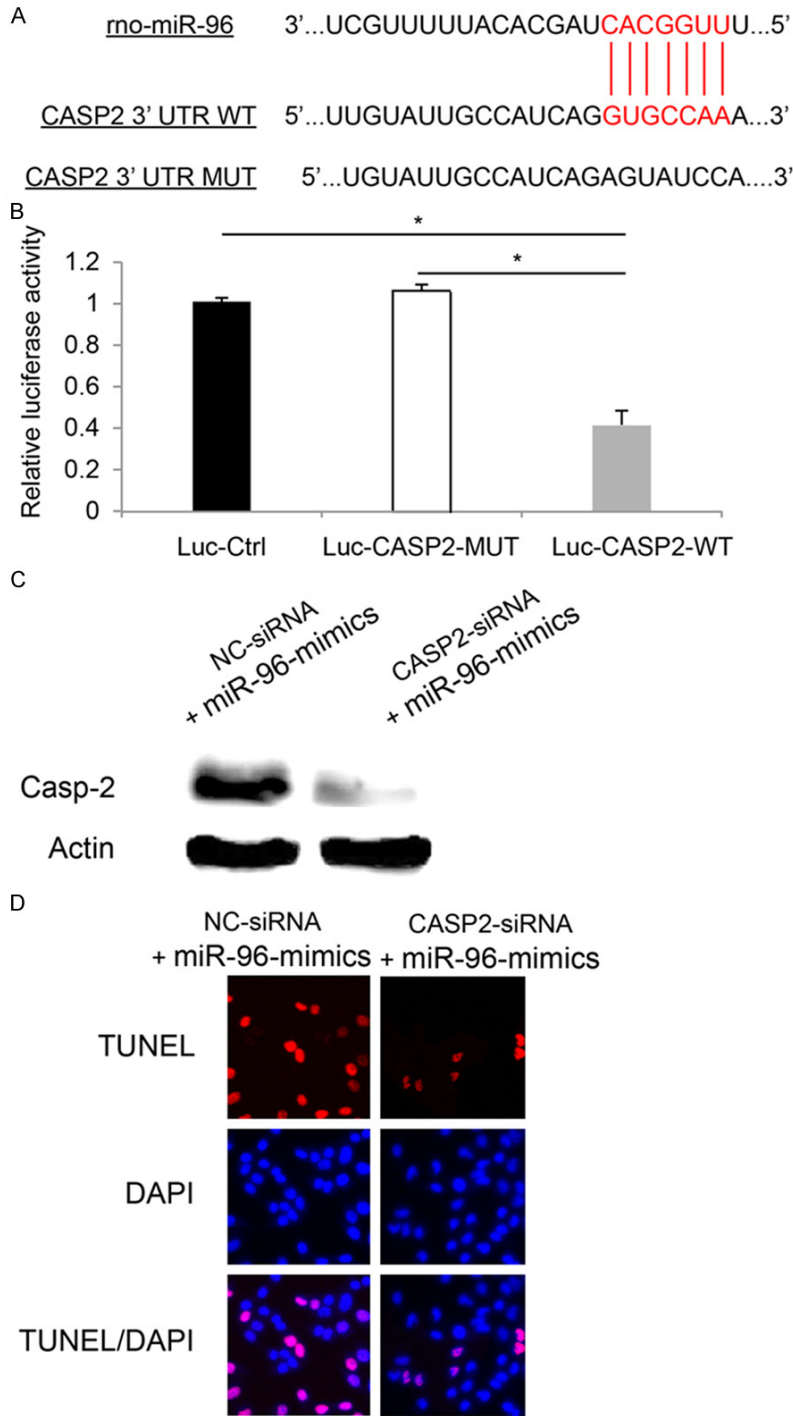 A
rno-miR-96 3’...UCGUUUUUACACGAUCACGGUUU...5’
CASP2 3’ UTR WT 5’...UUGUAUUGCCAUCAGGUGCCAAA...3’
CASP2 3’ UTR MUT 5’...UGUAUUGCCAUCAGAGUAUCCA....3’
B
*
*
Relative luciferase activity
1.2
1
0.8
0.6
0.4
0.2
0
Luc-Ctrl Luc-CASP2-MUT Luc-CASP2-WT
C
NC-siRNA
+ miR-96-mimics
CASP2-siRNA
+ miR-96-mimics
Casp-2
Actin
D
NC-siRNA
+ miR-96-mimics
CASP2-siRNA
+ miR-96-mimics
TUNEL
DAPI
TUNEL/DAPI